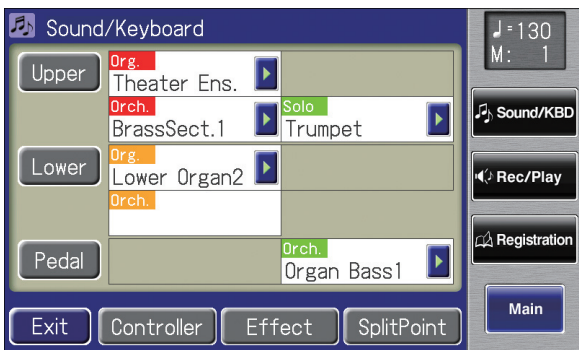 Sound/Keyboard
♩=130
M: 1
Upper
Org.
Theater Ens.
Orch.
BrassSect.1
Solo
Trumpet
Lower
Org.
Lower Organ2
Orch.
Pedal
Orch.
Organ Bass1
Exit
Controller
Effect
SplitPoint
Sound/KBD
Rec/Play
Registration
Main